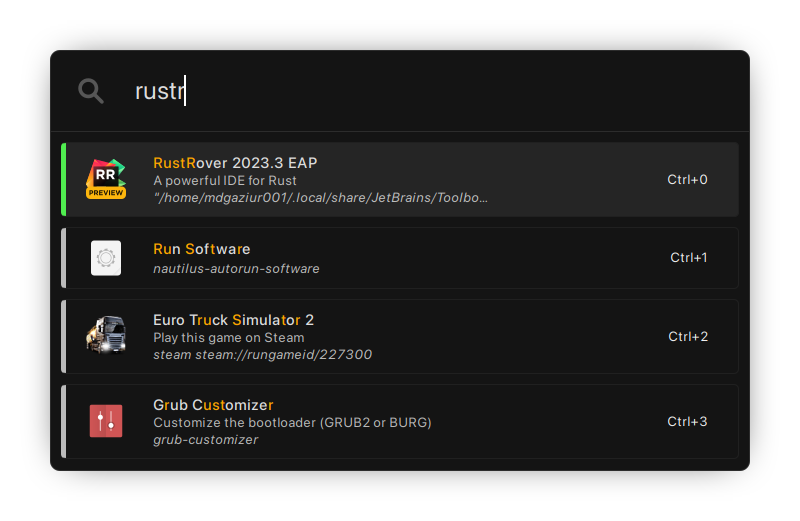 rustr
RR
PREVIEW
RustRover 2023.3 EAP
A powerful IDE for Rust
"/home/mdgaziur001/.local/share/JetBrains/Toolbo...
Ctrl+0
Run Software
nautilus-autorun-software
Ctrl+1
Euro Truck Simulator 2
Play this game on Steam
steam steam://rungameid/227300
Ctrl+2
Grub Customizer
Customize the bootloader (GRUB2 or BURG)
grub-customizer
Ctrl+3